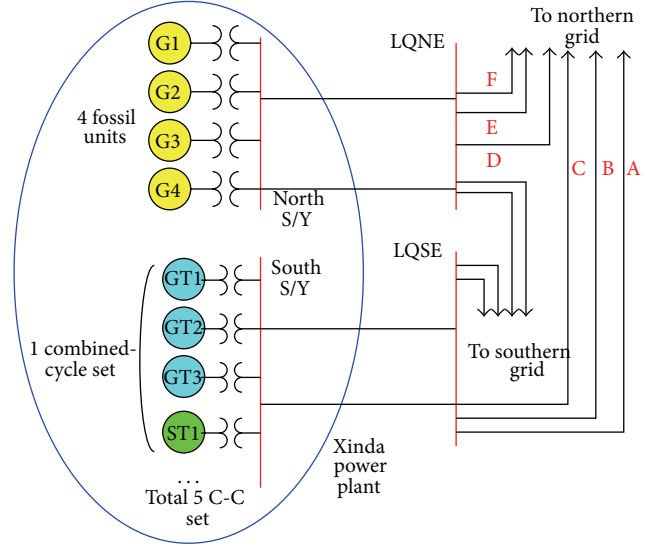 To northern
grid
G1
LQNE
F
G2
4 fossil
units
E
G3
D
C
B
A
G4
North
S/Y
South
S/Y
LQSE
GT1
GT2
1 combined-
cycle set
To southern
grid
GT3
ST1
Xinda
power
plant
...
Total 5 C-C
set